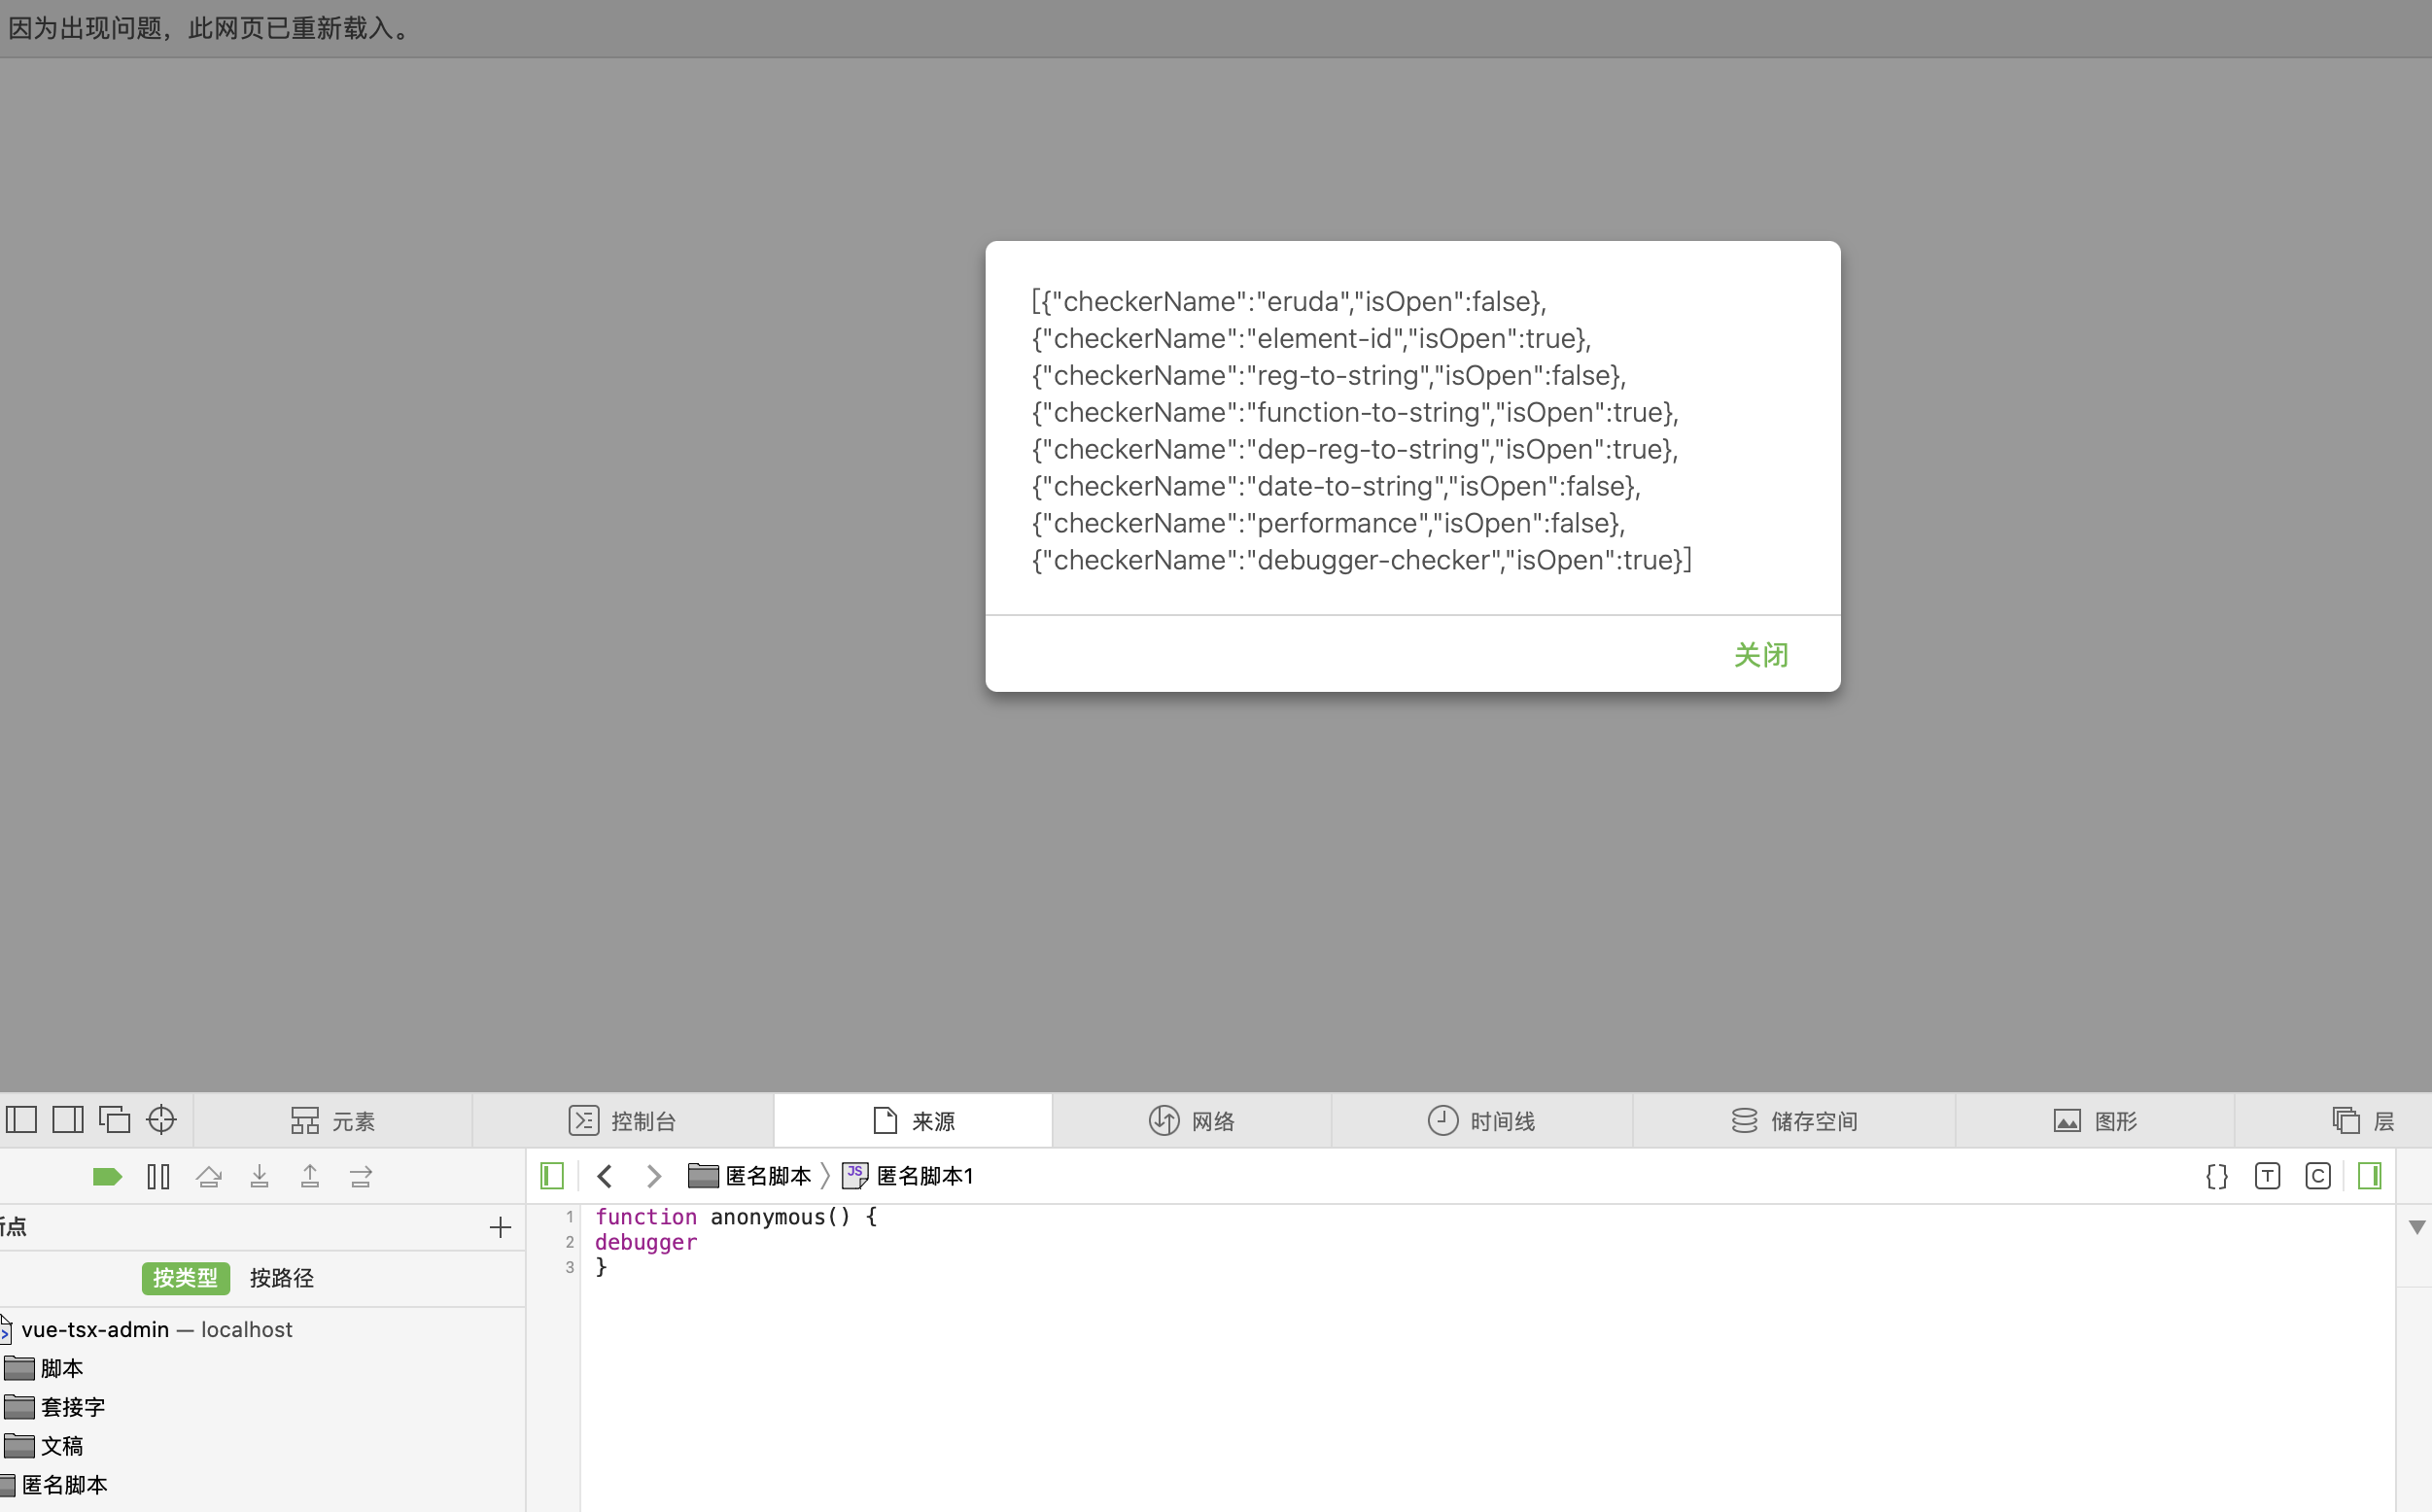 因为出现问题，此网页已重新载入。
[{"checkerName":"eruda","isOpen":false},
{"checkerName":"element-id","isOpen":true},
{"checkerName":"reg-to-string","isOpen":false},
{"checkerName":"function-to-string","isOpen":true},
{"checkerName":"dep-reg-to-string","isOpen":true},
{"checkerName":"date-to-string","isOpen":false},
{"checkerName":"performance","isOpen":false},
{"checkerName":"debugger-checker","isOpen":true}]
关闭
元素 控制台 来源 网络 时间线 储存空间 图形 层
匿名脚本 〉 JS 匿名脚本1 {} T C
点
按类型 按路径
vue-tsx-admin — localhost
脚本
套接字
文稿
匿名脚本
1 function anonymous() {
2 debugger
3 }